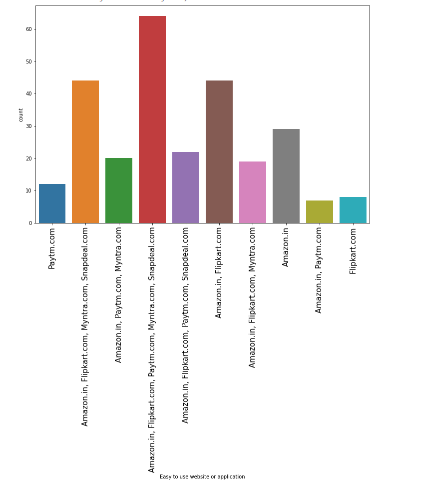 60
50
40
30
20
10
0
count
Paytm.com
Amazon.in, Flipkart.com, Myntra.com, Snapdeal.com
Amazon.in, Paytm.com, Myntra.com
Amazon.in, Flipkart.com, Paytm.com, Myntra.com, Snapdeal.com
Amazon.in, Flipkart.com, Paytm.com, Snapdeal.com
Amazon.in, Flipkart.com
Amazon.in, Flipkart.com, Myntra.com
Amazon.in
Amazon.in, Paytm.com
Flipkart.com
Easy to use website or application